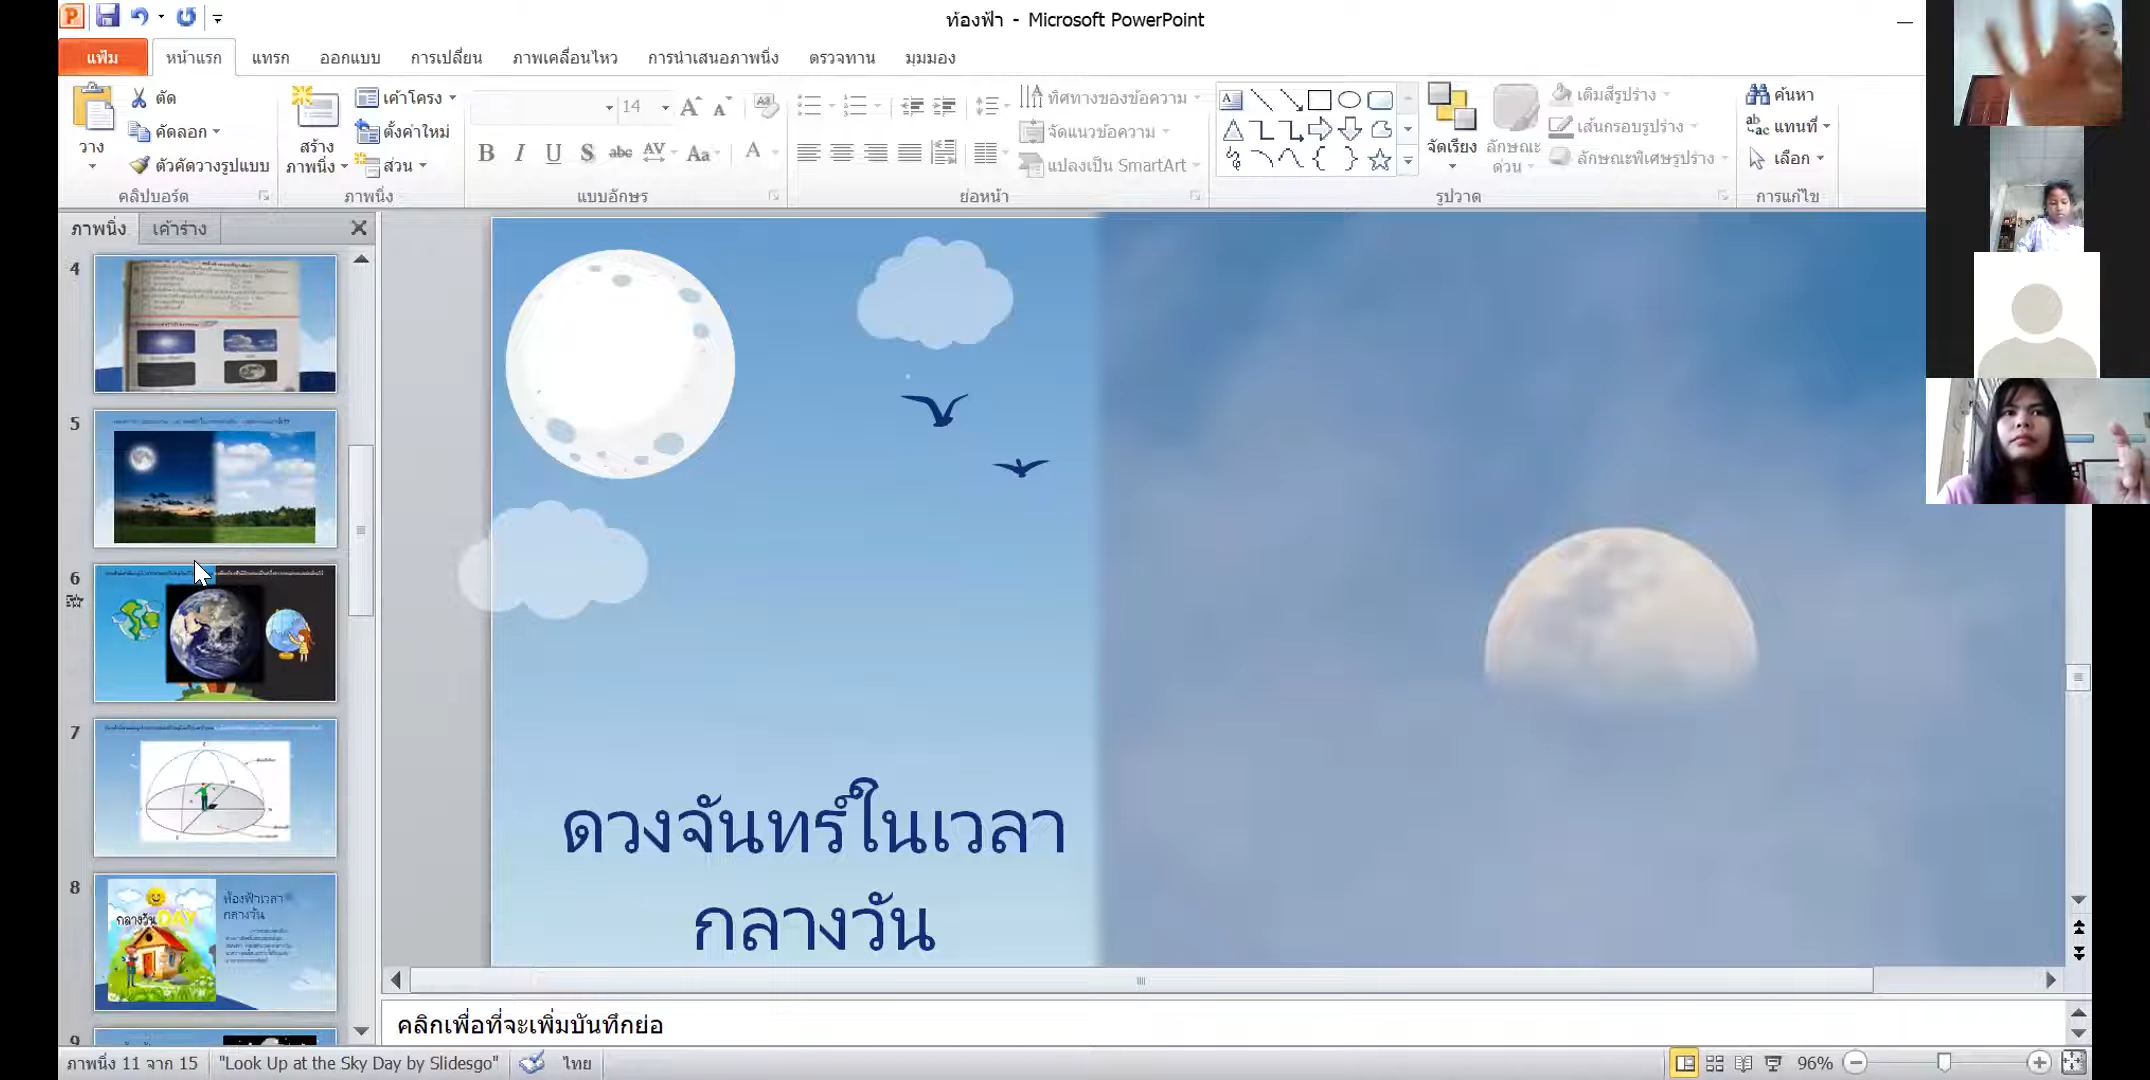 ท้องฟ้า - Microsoft PowerPoint
แฟ้ม หน้าแรก แทรก ออกแบบ การเปลี่ยน ภาพเคลื่อนไหว การนำเสนอภาพนิ่ง ตรวจทาน มุมมอง
วาง
ตัด
คัดลอก
ตัวคัดวางรูปแบบ
คลิปบอร์ด
สร้าง
ภาพนิ่ง
เค้าโครง
ตั้งค่าใหม่
ส่วน
ภาพนิ่ง
14
B I U S abc AV Aa A
แบบอักษร
ทิศทางของข้อความ
จัดแนวข้อความ
แปลงเป็น SmartArt
ย่อหน้า
จัดเรียง
ลักษณะ
ด่วน
เติมสีรูปร่าง
เส้นกรอบรูปร่าง
ลักษณะพิเศษรูปร่าง
รูปวาด
ค้นหา
แทนที่
เลือก
การแก้ไข
ภาพนิ่ง เค้าร่าง
4
5
6
7
8
กลางวัน DAY
ท้องฟ้าเวลา
กลางวัน
9
ดวงจันทร์ในเวลา
กลางวัน
คลิกเพื่อที่จะเพิ่มบันทึกย่อ
ภาพนิ่ง 11 จาก 15 "Look Up at the Sky Day by Slidesgo" ไทย 96%